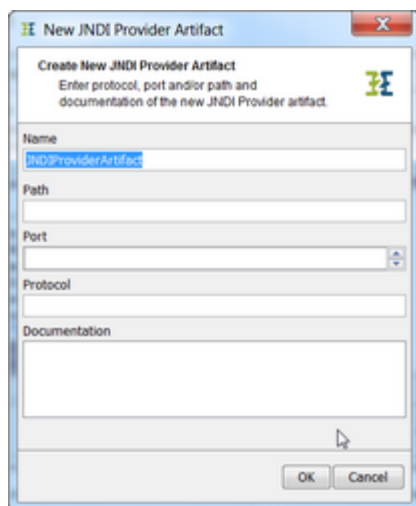 New JNDI Provider Artifact
Create New JNDI Provider Artifact
Enter protocol, port and/or path and
documentation of the new JNDI Provider artifact.
Name
JNDIProviderArtifact
Path
Port
Protocol
Documentation
OK
Cancel